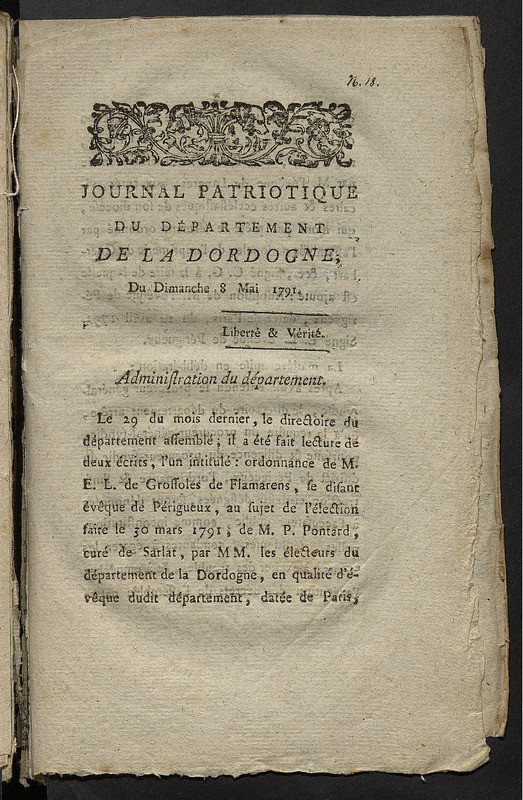 N. 18.
JOURNAL PATRIOTIQUE
DU DÉPARTEMENT
DE LA DORDOGNE,
Du Dimanche 8 Mai 1791.
Liberté & Vérité.
Adminiſtration du département.
Le 29 du mois dernier, le directoire du
département aſſemblé; il a été fait lecture de
deux écrits, l'un intitulé: ordonnance de M.
E. L. de Groſſoles de Flamarens, ſe diſant
évêque de Périgueux, au ſujet de l'élection
faite le 30 mars 1791, de M. P. Pontard,
curé de Sarlat, par MM. les électeurs du
département de la Dordogne, en qualité d'é-
vêque dudit département, datée de Paris,